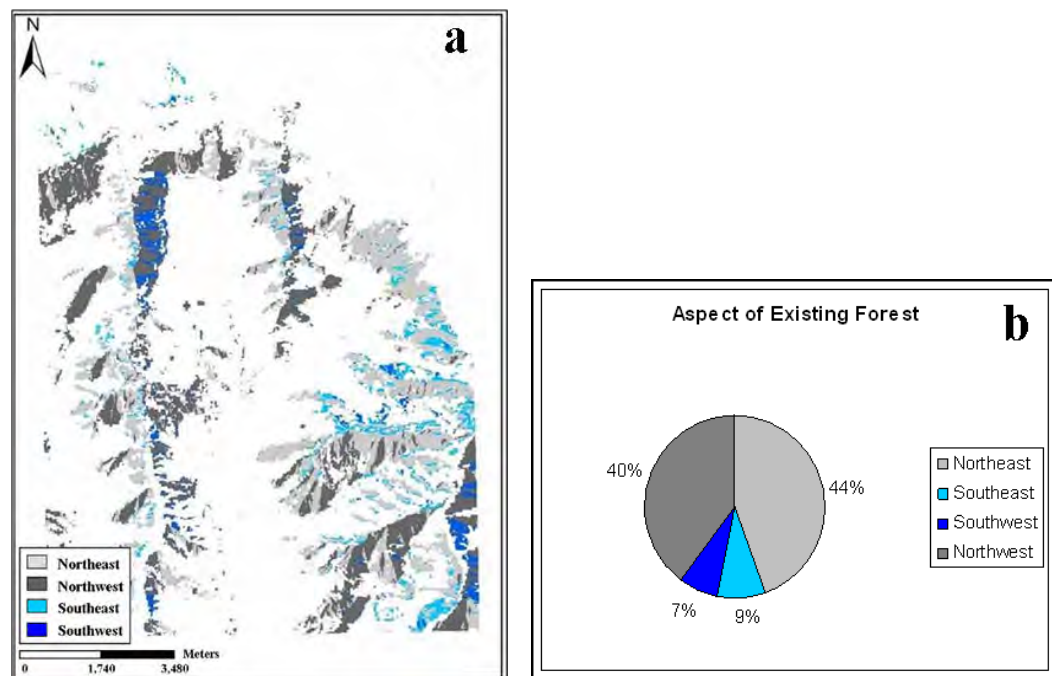 N
a
Northeast
Northwest
Southeast
Southwest
Meters
0 1,740 3,480
Aspect of Existing Forest
b
40%
44%
7%
9%
Northeast
Southeast
Southwest
Northwest